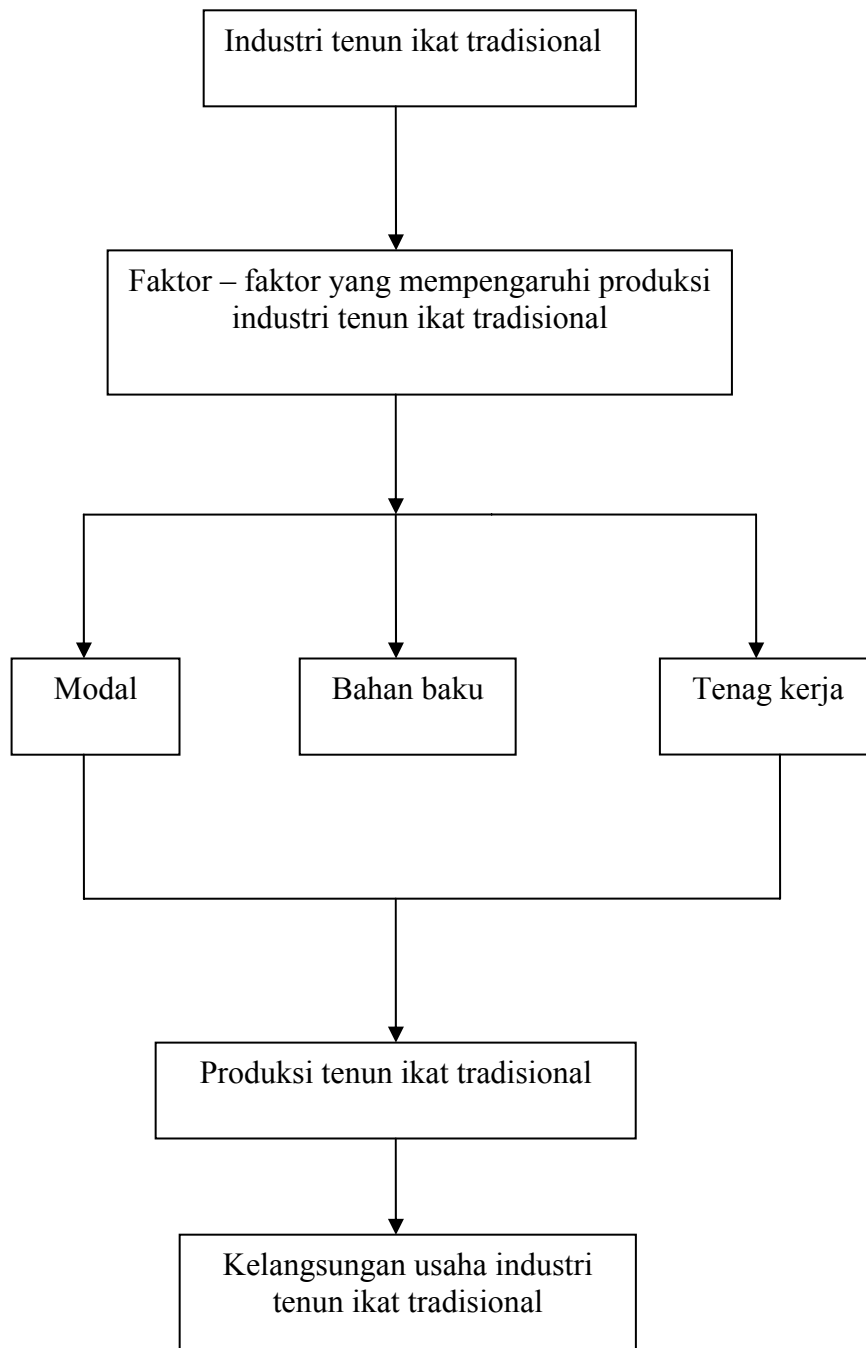 Industri tenun ikat tradisional
Faktor – faktor yang mempengaruhi produksi
industri tenun ikat tradisional
Modal
Bahan baku
Tenag kerja
Produksi tenun ikat tradisional
Kelangsungan usaha industri
tenun ikat tradisional